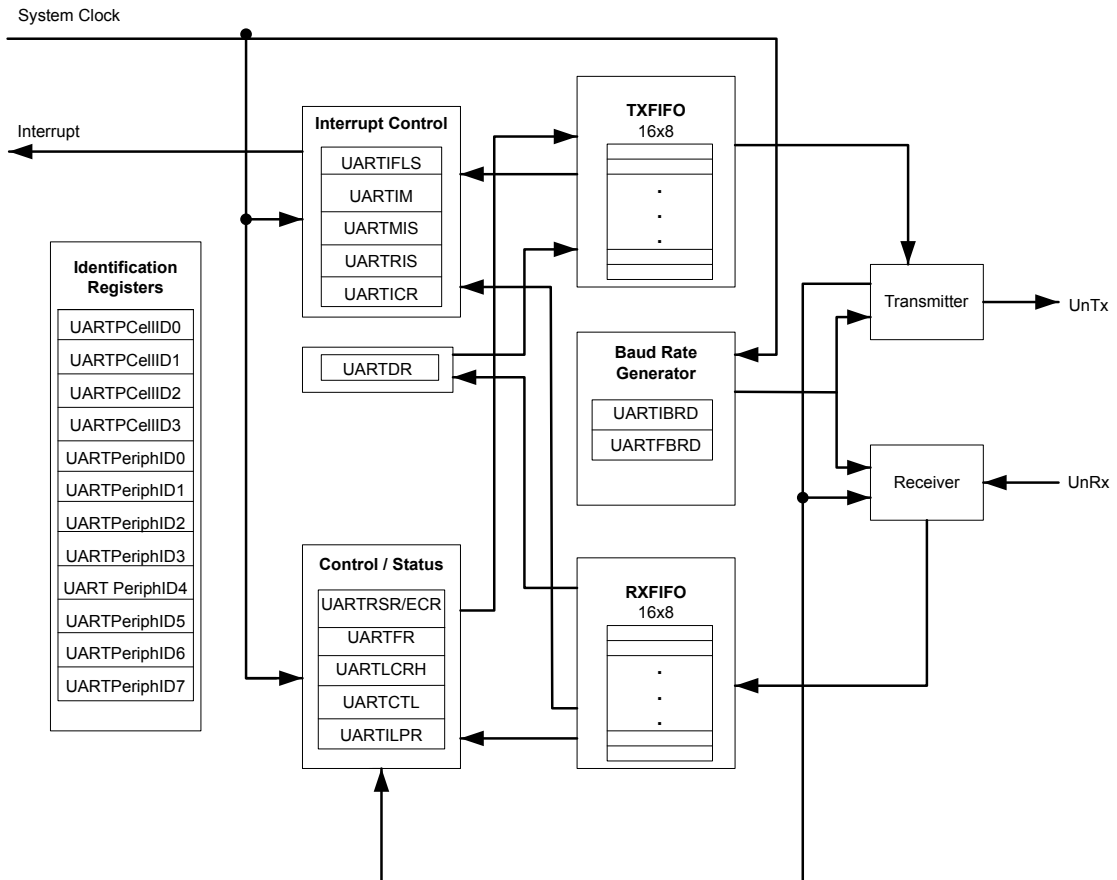 System Clock
Interrupt
Identification
Registers
UARTPCellID0
UARTPCellID1
UARTPCellID2
UARTPCellID3
UARTPeriphID0
UARTPeriphID1
UARTPeriphID2
UARTPeriphID3
UART PeriphID4
UARTPeriphID5
UARTPeriphID6
UARTPeriphID7
Interrupt Control
UARTIFLS
UARTIM
UARTMIS
UARTRIS
UARTICR
UARTDR
Control / Status
UARTRSR/ECR
UARTFR
UARTLCRH
UARTCTL
UARTILPR
TXFIFO
16x8
.
.
.
Baud Rate
Generator
UARTIBRD
UARTFBRD
RXFIFO
16x8
.
.
.
Transmitter
UnTx
Receiver
UnRx